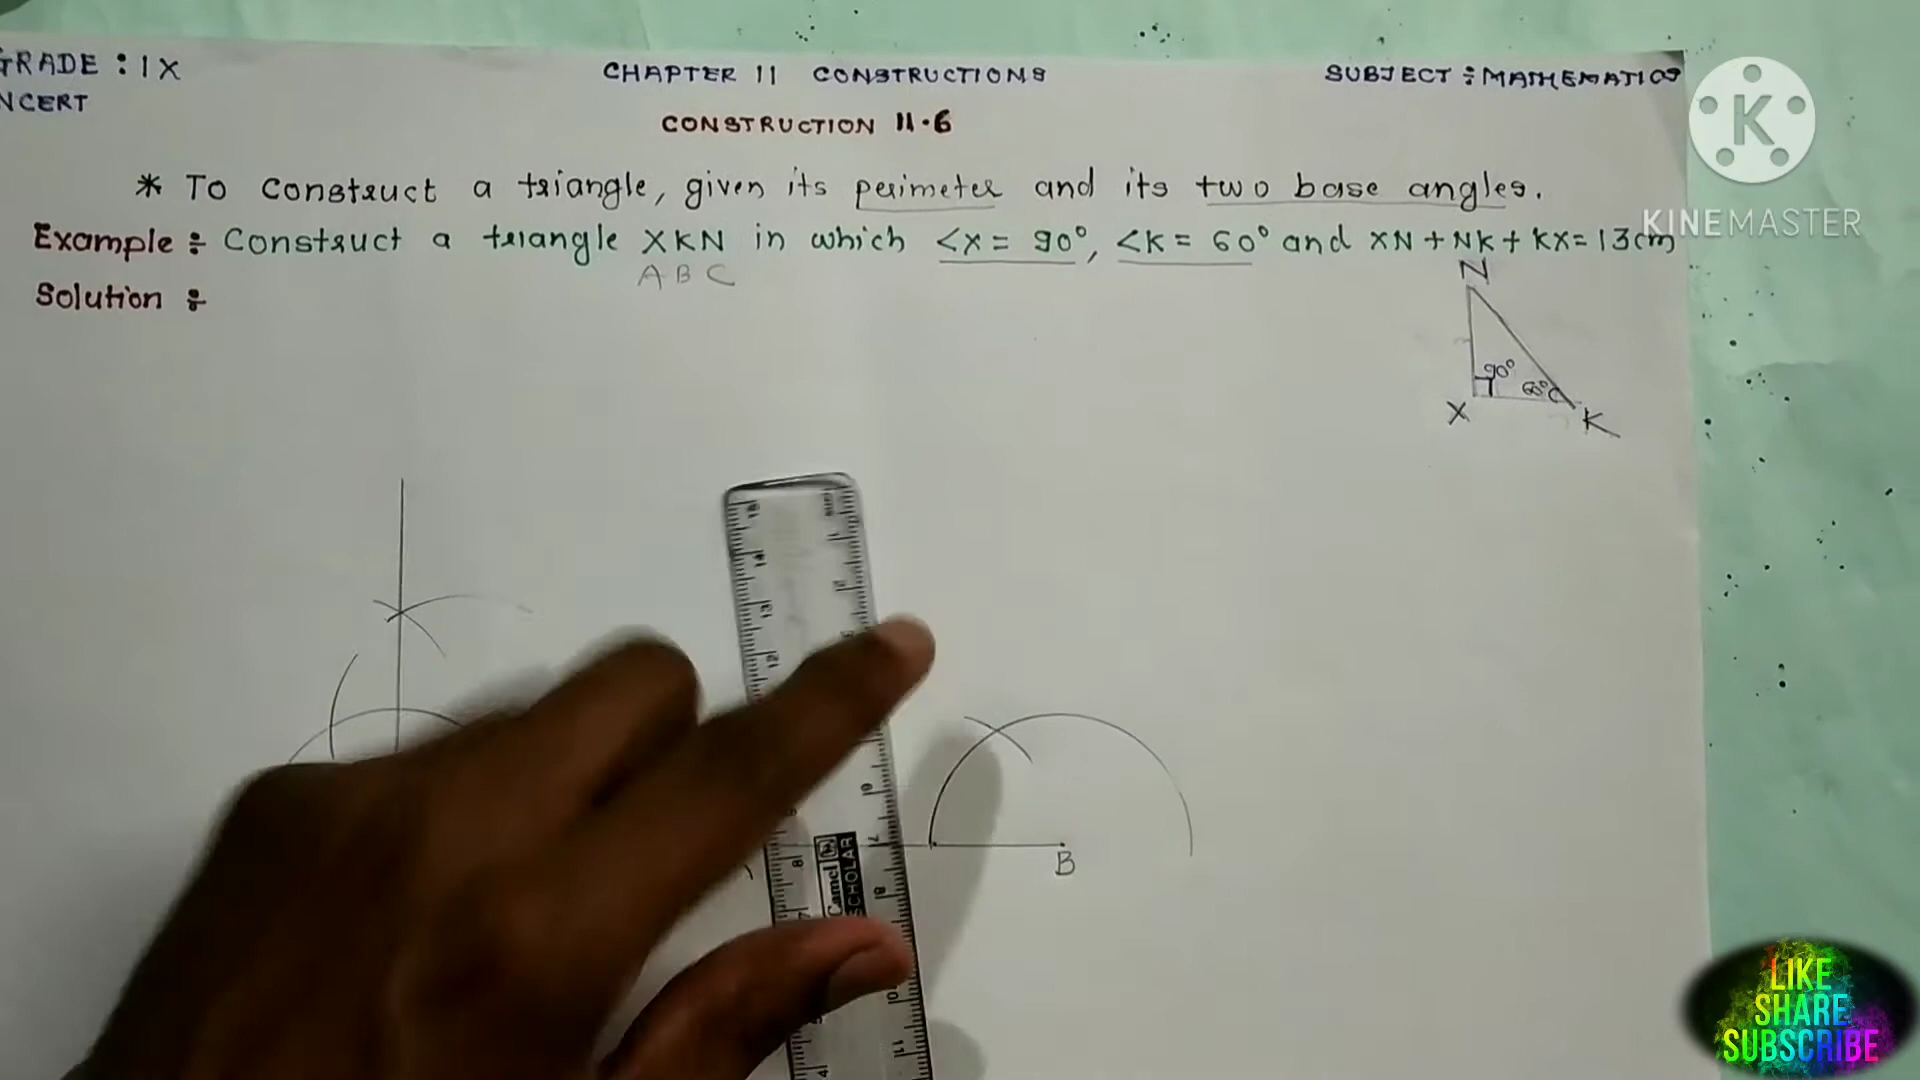 GRADE : IX
NCERT
CHAPTER 11 CONSTRUCTIONS
SUBJECT : MATHEMATICS
CONSTRUCTION 11.6
* To construct a triangle, given its perimeter and its two base angles.
Example : Construct a triangle XKN in which <X = 90°, <K = 60° and XN + NK + KX = 13cm
A B C
Solution :
N
90° 60°
X K
B
Camel
SCHOLAR
K
KINEMASTER
LIKE
SHARE
SUBSCRIBE